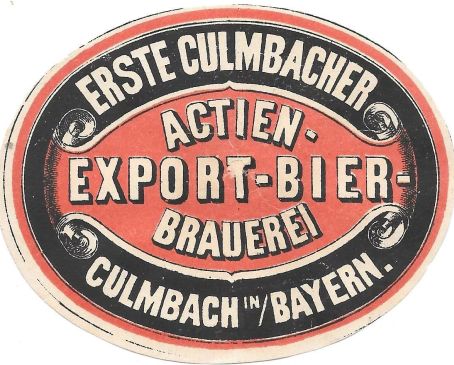 ERSTE CULMBACHER
ACTIEN-
EXPORT-BIER-
BRAUEREI
CULMBACH IN/BAYERN.